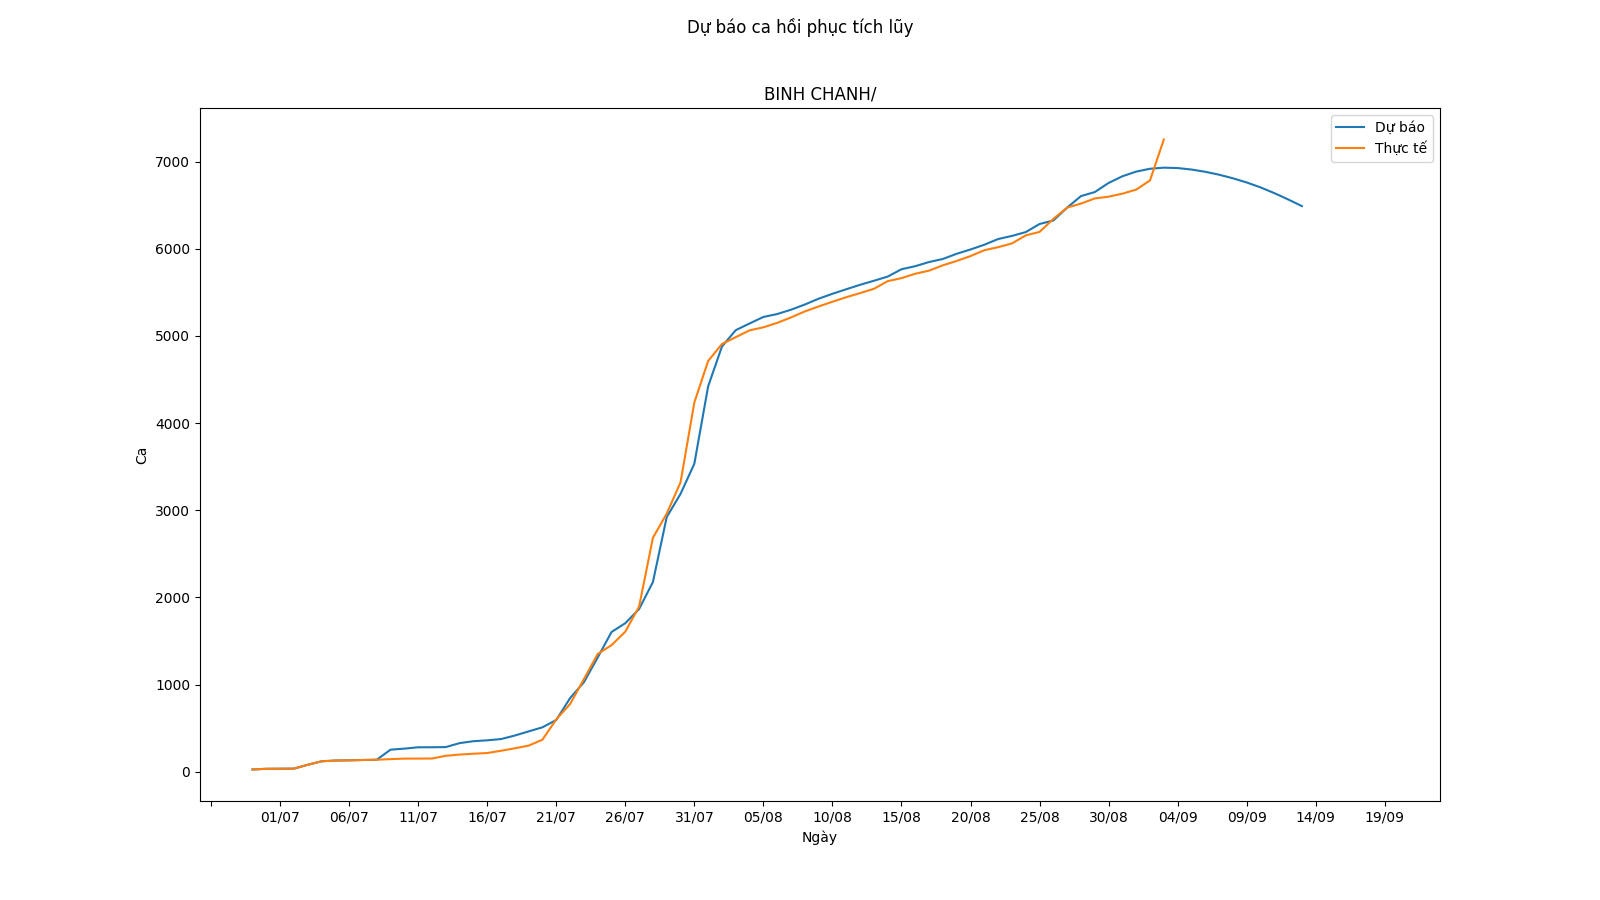 Dự báo ca hồi phục tích lũy
BINH CHANH/
Dự báo
Thực tế
7000
6000
5000
4000
3000
2000
1000
0
Ca
01/07 06/07 11/07 16/07 21/07 26/07 31/07 05/08 10/08 15/08 20/08 25/08 30/08 04/09 09/09 14/09 19/09
Ngày